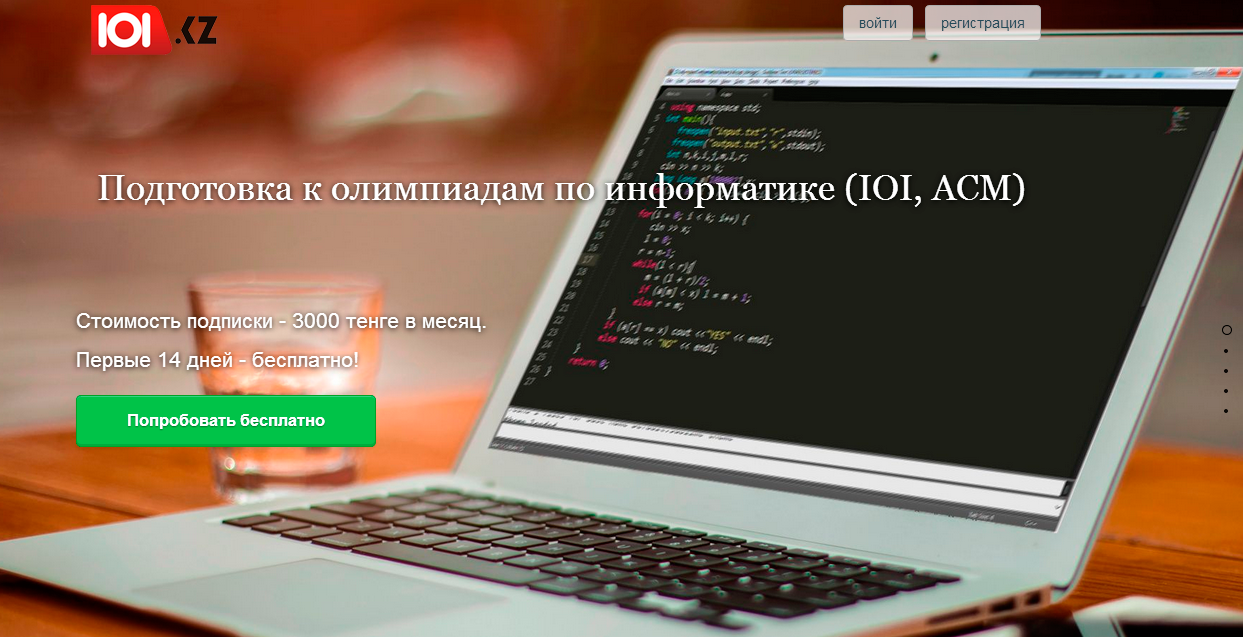 IOI.KZ
войти
регистрация
Подготовка к олимпиадам по информатике (IOI, ACM)
Стоимость подписки - 3000 тенге в месяц.
Первые 14 дней - бесплатно!
Попробовать бесплатно
4 using namespace std;
5 int main(){
6 freopen("input.txt","r",stdin);
7 freopen("output.txt","w",stdout);
8 int n,k,i,j,m,l,r;
9 cin >> n >> k;
13 for(i = 0; i < k; i++) {
14 cin >> x;
15 l = 0;
16 r = n-1;
17 while(l < r){
18 m = (l + r)/2;
19 if (a[m] < x) l = m + 1;
20 else r = m;
21 }
22 if (a[r] == x) cout <<"YES" << endl;
23 else cout << "NO" << endl;
24 }
25 return 0;
26 }
27